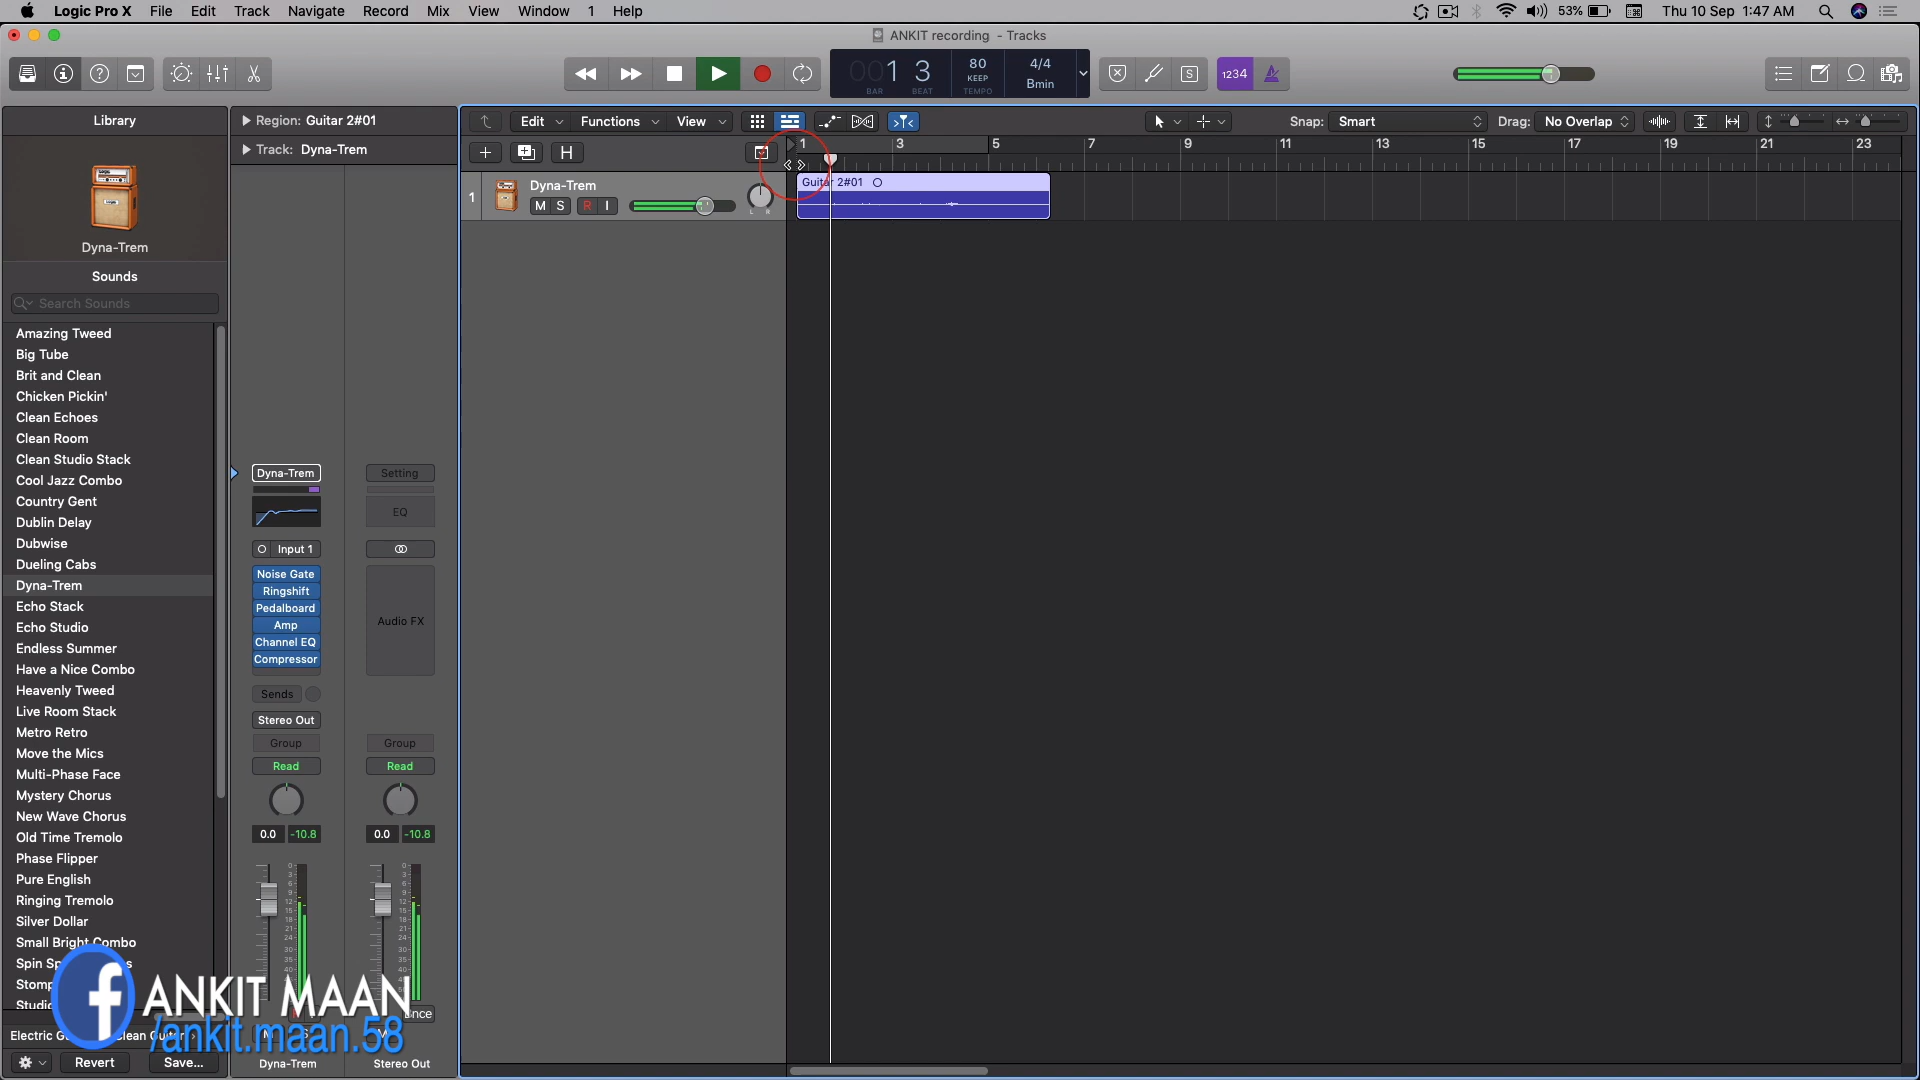 Logic Pro X File Edit Track Navigate Record Mix View Window 1 Help
53% Thu 10 Sep 1:47 AM
ANKIT recording - Tracks
001 3 80 4/4
KEEP Bmin
BAR BEAT TEMPO
S 1234
Library
Region: Guitar 2#01
Edit Functions View
Snap: Smart Drag: No Overlap
Track: Dyna-Trem
H
1 3 5 7 9 11 13 15 17 19 21 23
1 Dyna-Trem
M S R I
L R
Guitar 2#01
Dyna-Trem
Sounds
Search Sounds
Amazing Tweed
Big Tube
Brit and Clean
Chicken Pickin'
Clean Echoes
Clean Room
Clean Studio Stack
Cool Jazz Combo
Country Gent
Dublin Delay
Dubwise
Dueling Cabs
Dyna-Trem
Echo Stack
Echo Studio
Endless Summer
Have a Nice Combo
Heavenly Tweed
Live Room Stack
Metro Retro
Move the Mics
Multi-Phase Face
Mystery Chorus
New Wave Chorus
Old Time Tremolo
Phase Flipper
Pure English
Ringing Tremolo
Silver Dollar
Small Bright Combo
Revert Save...
Dyna-Trem Setting
EQ
Input 1
Noise Gate
Ringshift
Pedalboard
Amp
Channel EQ
Compressor
Audio FX
Sends
Stereo Out
Group Group
Read Read
0.0 -10.8 0.0 -10.8
Dyna-Trem Stereo Out
f ANKIT MAAN
/ankit.maan.58